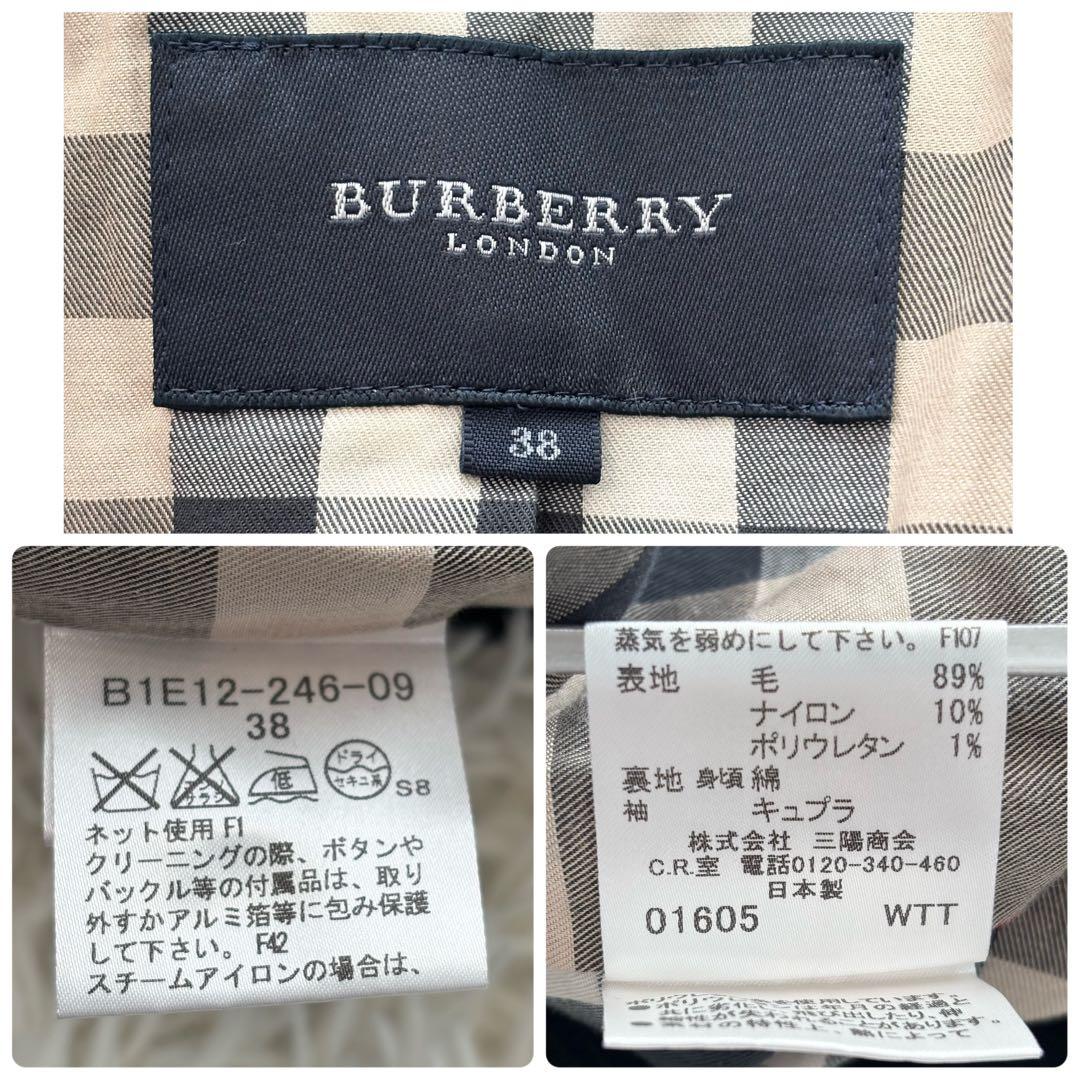 BURBERRY
LONDON
38
B1E12-246-09
38
エンソ
サラシ
低
ドライ
セキユ系
S8
ネット使用 F1
クリーニングの際、ボタンや
バックル等の付属品は、取り
外すかアルミ箔等に包み保護
して下さい。 F42
スチームアイロンの場合は、
蒸気を弱めにして下さい。 F107
表地 毛 89%
ナイロン 10%
ポリウレタン 1%
裏地 身頃 綿
袖 キュプラ
株式会社 三陽商会
C.R.室 電話0120-340-460
日本製
01605 WTT